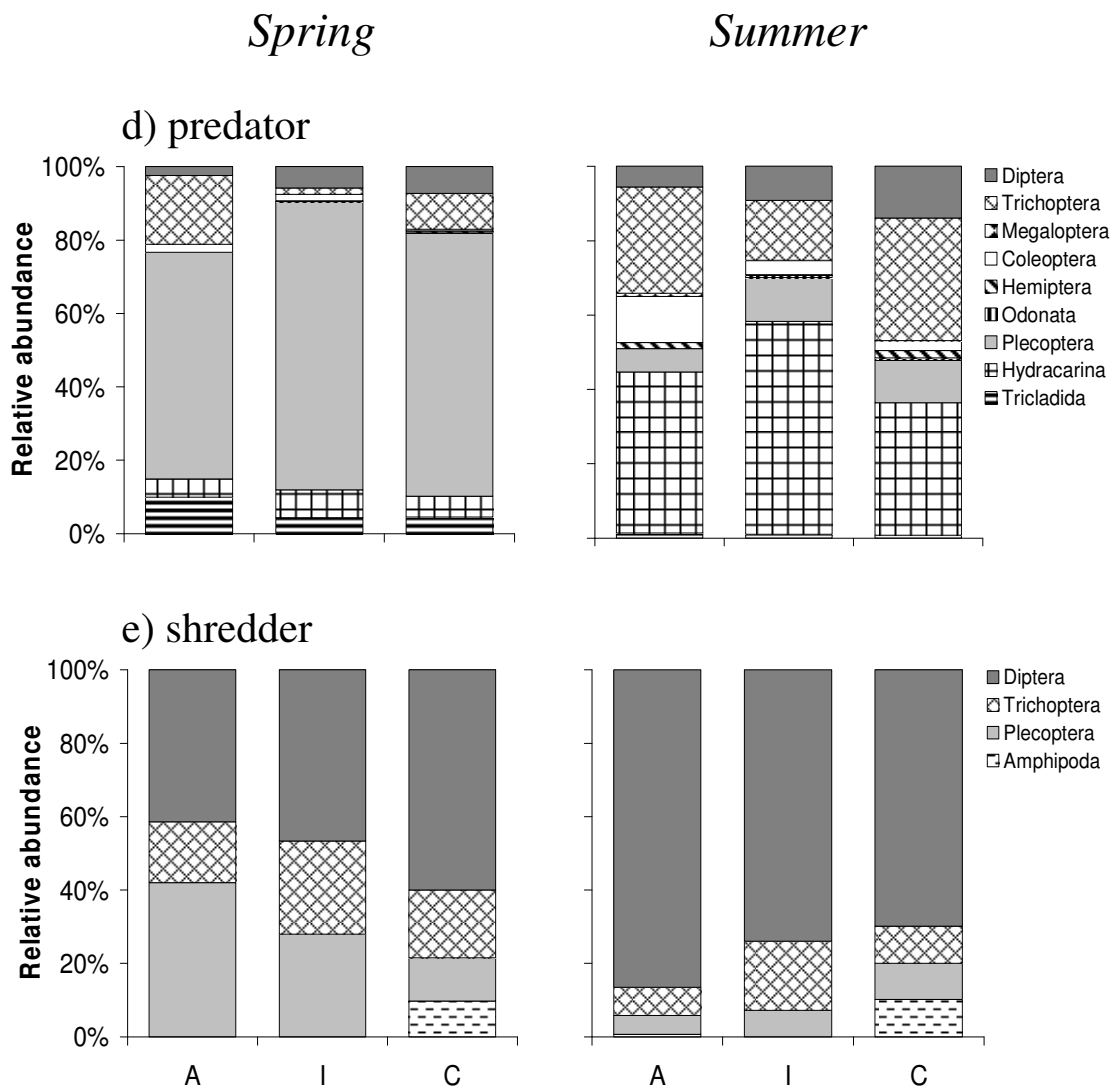 Spring Summer
d) predator
Relative abundance
100%
80%
60%
40%
20%
0%
Diptera
Trichoptera
Megaloptera
Coleoptera
Hemiptera
Odonata
Plecoptera
Hydracarina
Tricladida
e) shredder
Relative abundance
100%
80%
60%
40%
20%
0%
Diptera
Trichoptera
Plecoptera
Amphipoda
A I C A I C